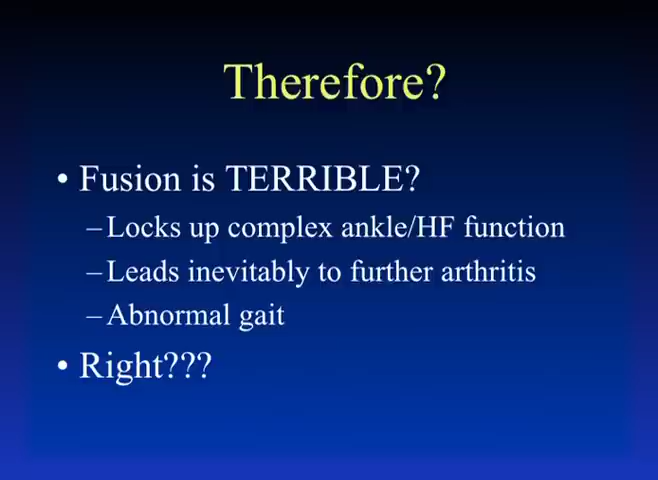 Therefore?
• Fusion is TERRIBLE?
–Locks up complex ankle/HF function
–Leads inevitably to further arthritis
–Abnormal gait
• Right???